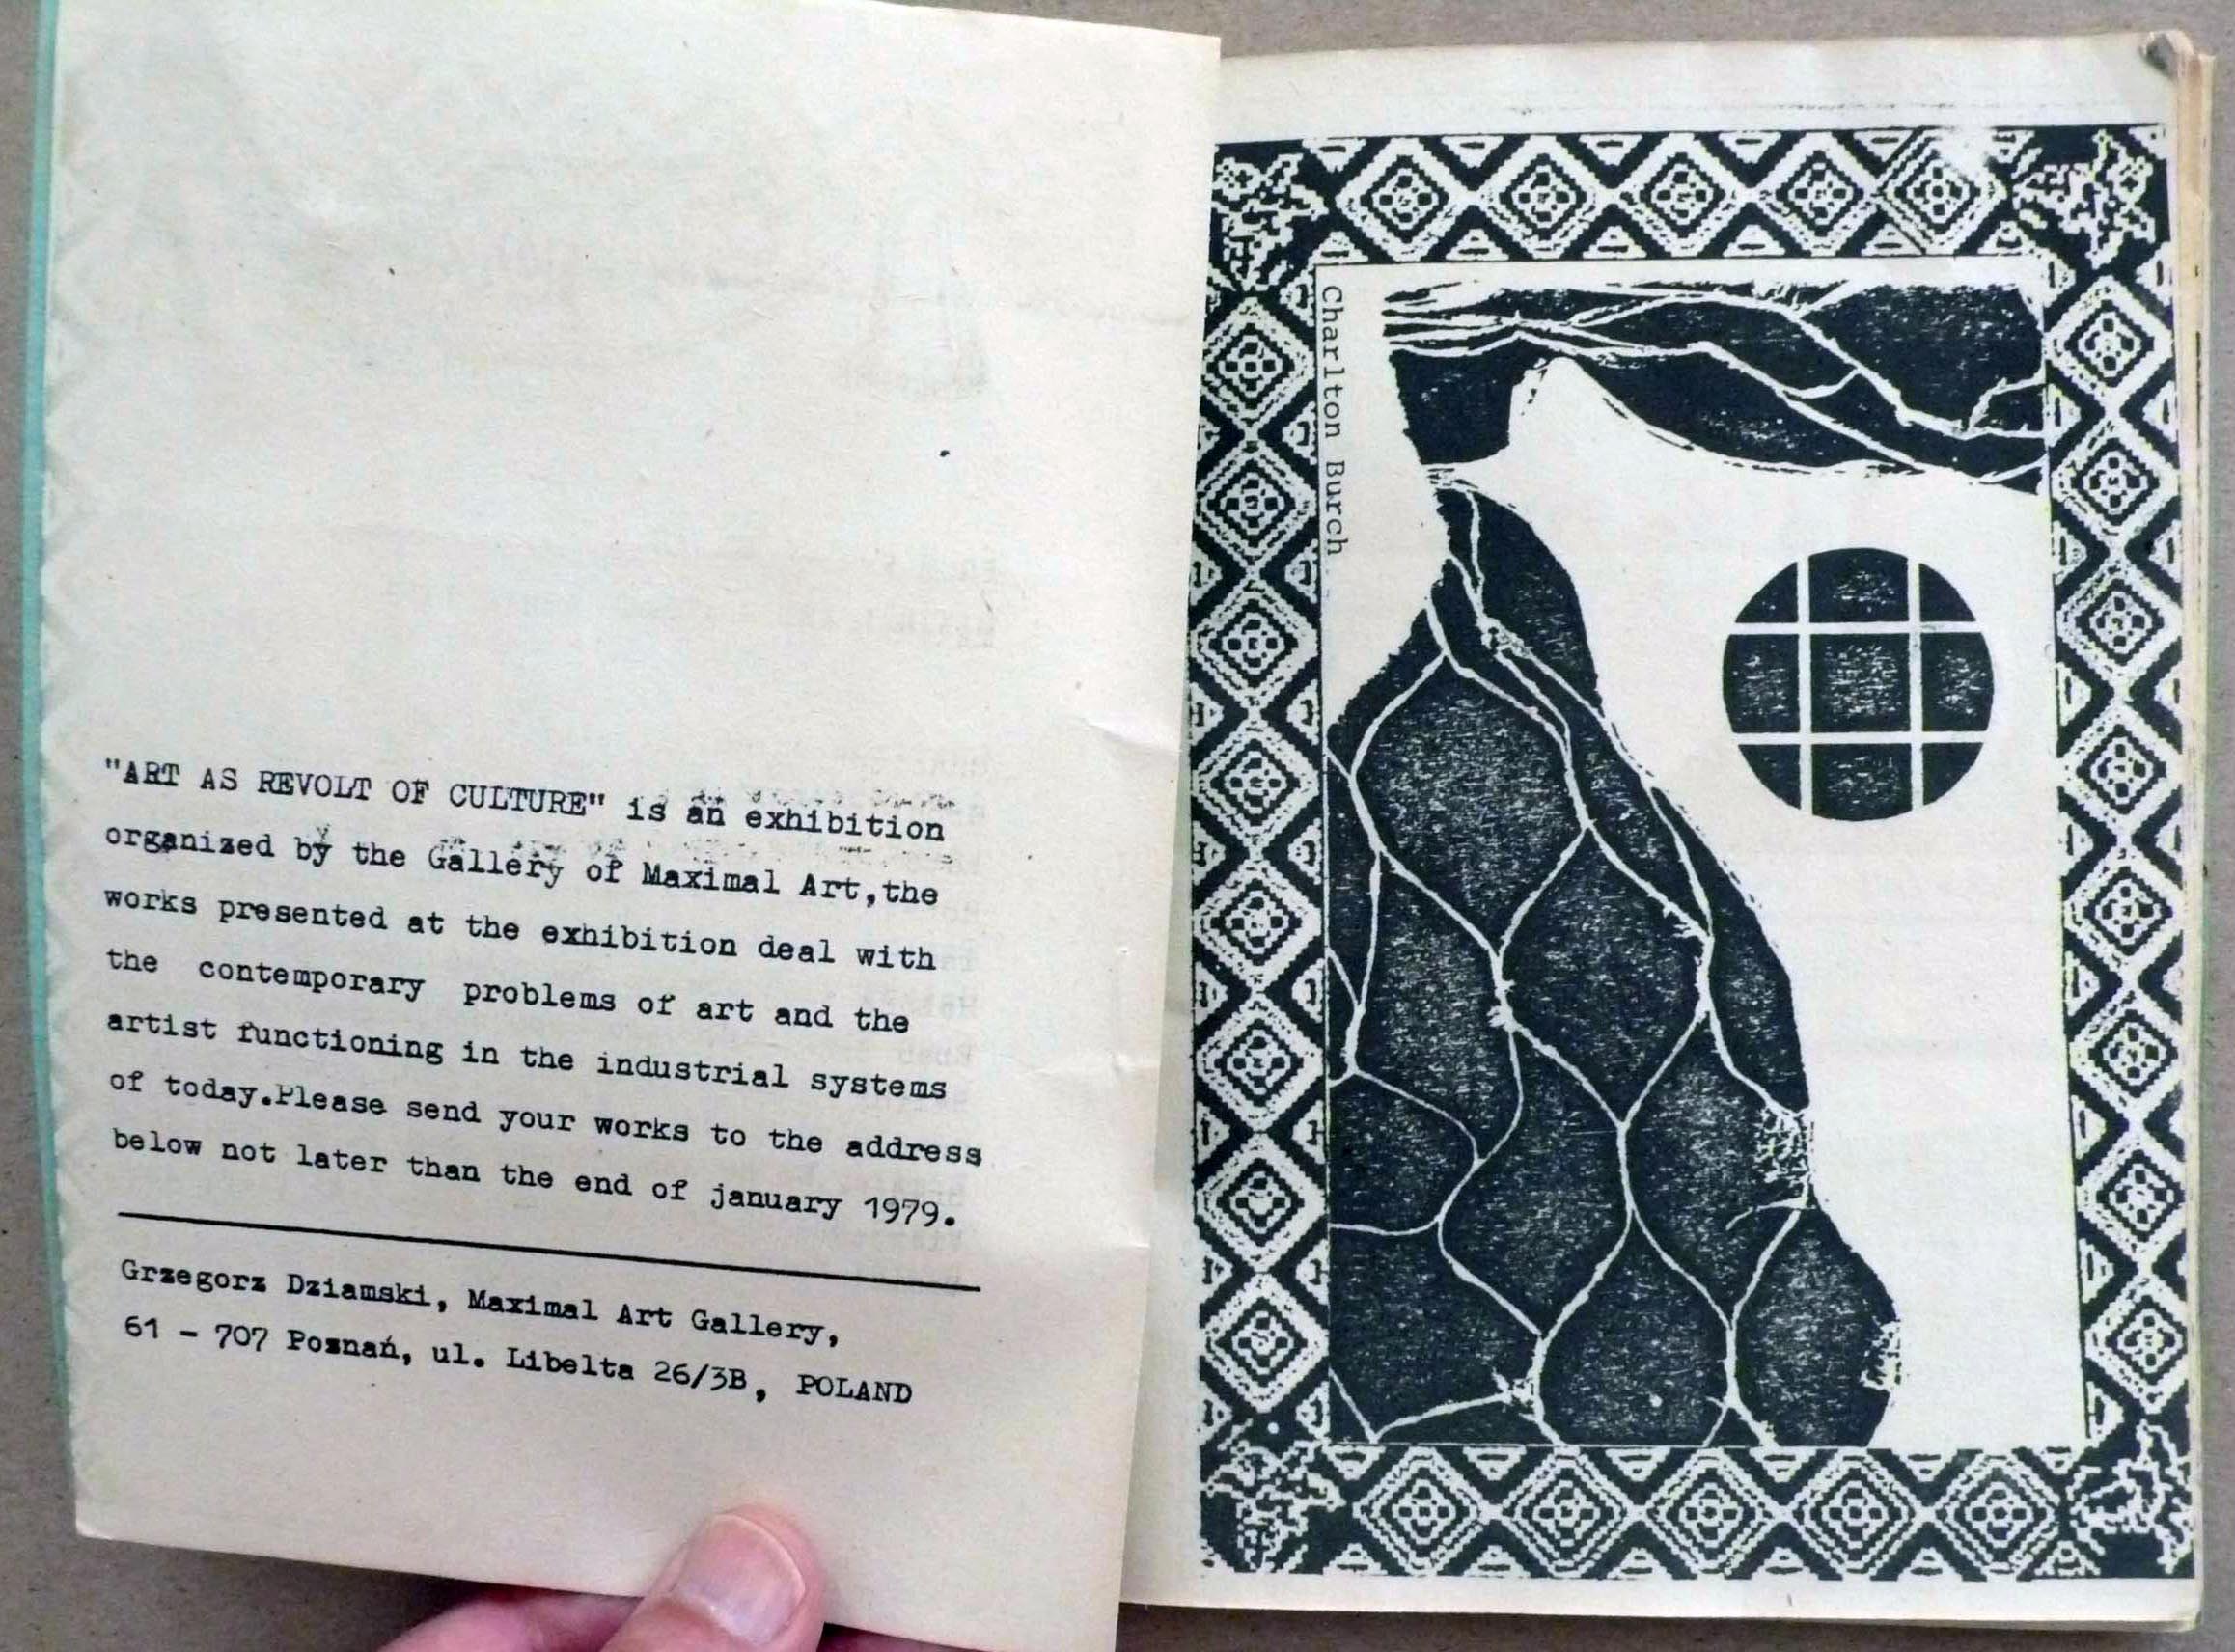 "ART AS REVOLT OF CULTURE" is an exhibition
organized by the Gallery of Maximal Art,the
works presented at the exhibition deal with
the contemporary problems of art and the
artist functioning in the industrial systems
of today.Please send your works to the address
below not later than the end of january 1979.
Grzegorz Dziamski, Maximal Art Gallery,
61 - 707 Poznań, ul. Libelta 26/3B, POLAND
Charlton Burch